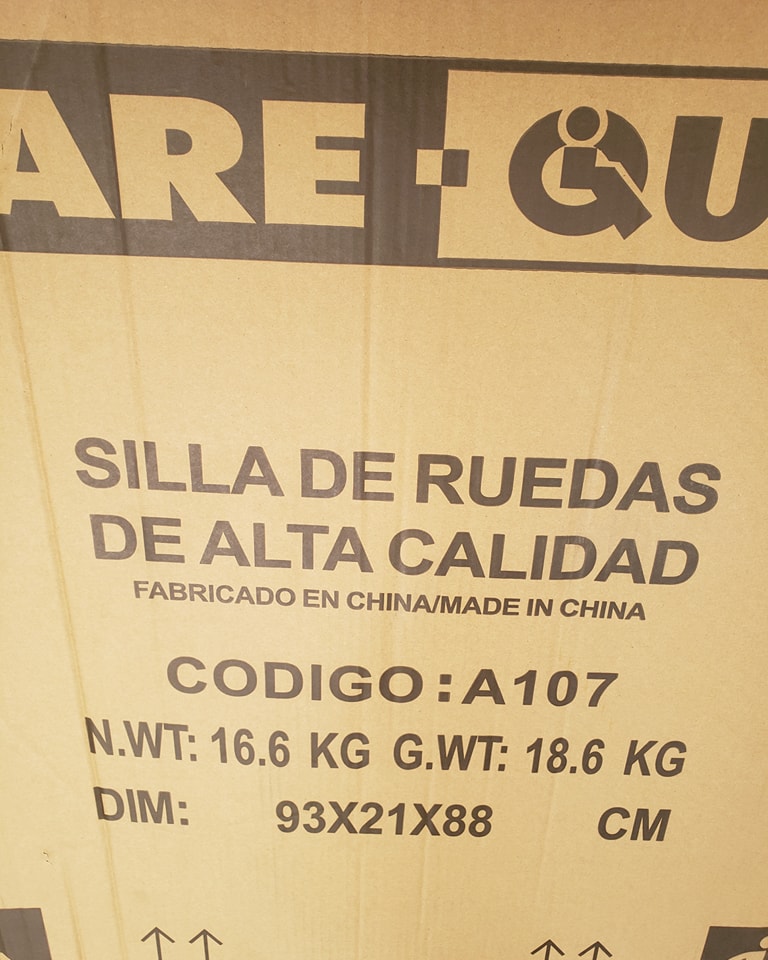 ARE-QU
SILLA DE RUEDAS
DE ALTA CALIDAD
FABRICADO EN CHINA/MADE IN CHINA
CODIGO:A107
N.WT: 16.6 KG G.WT: 18.6 KG
DIM: 93X21X88 CM